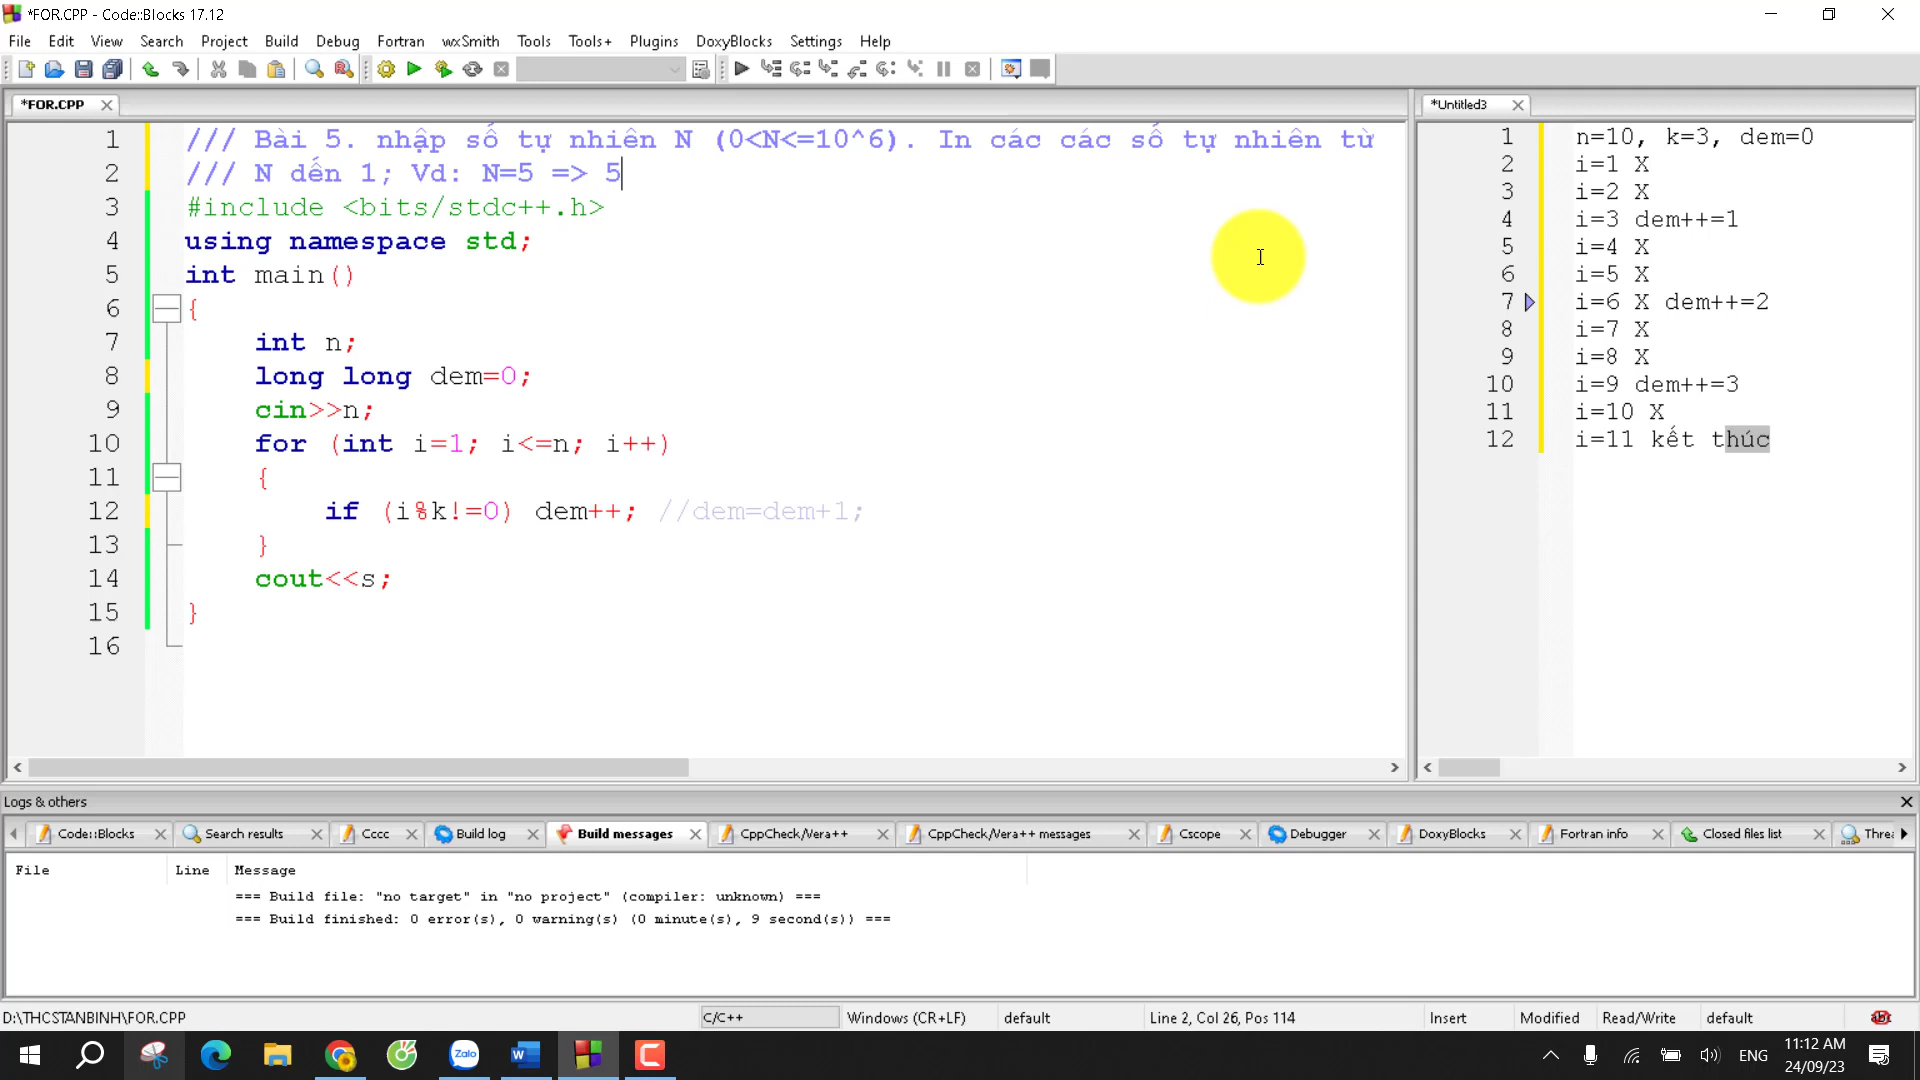 *FOR.CPP - Code::Blocks 17.12
File Edit View Search Project Build Debug Fortran wxSmith Tools Tools+ Plugins DoxyBlocks Settings Help
*FOR.CPP
1 /// Bài 5. nhập số tự nhiên N (0<N<=10^6). In các các số tự nhiên từ
2 /// N dến 1; Vd: N=5 => 5
3 #include <bits/stdc++.h>
4 using namespace std;
5 int main()
6 {
7 int n;
8 long long dem=0;
9 cin>>n;
10 for (int i=1; i<=n; i++)
11 {
12 if (i%k!=0) dem++; //dem=dem+1;
13 }
14 cout<<s;
15 }
16
*Untitled3
1 n=10, k=3, dem=0
2 i=1 X
3 i=2 X
4 i=3 dem++=1
5 i=4 X
6 i=5 X
7 i=6 X dem++=2
8 i=7 X
9 i=8 X
10 i=9 dem++=3
11 i=10 X
12 i=11 kết thúc
Logs & others
Code::Blocks Search results Cccc Build log Build messages CppCheck/Vera++ CppCheck/Vera++ messages Cscope Debugger DoxyBlocks Fortran info Closed files list Threa
File Line Message
=== Build file: "no target" in "no project" (compiler: unknown) ===
=== Build finished: 0 error(s), 0 warning(s) (0 minute(s), 9 second(s)) ===
D:\THCSTANBINH\FOR.CPP C/C++ Windows (CR+LF) default Line 2, Col 26, Pos 114 Insert Modified Read/Write default
Zalo
ENG
11:12 AM
24/09/23